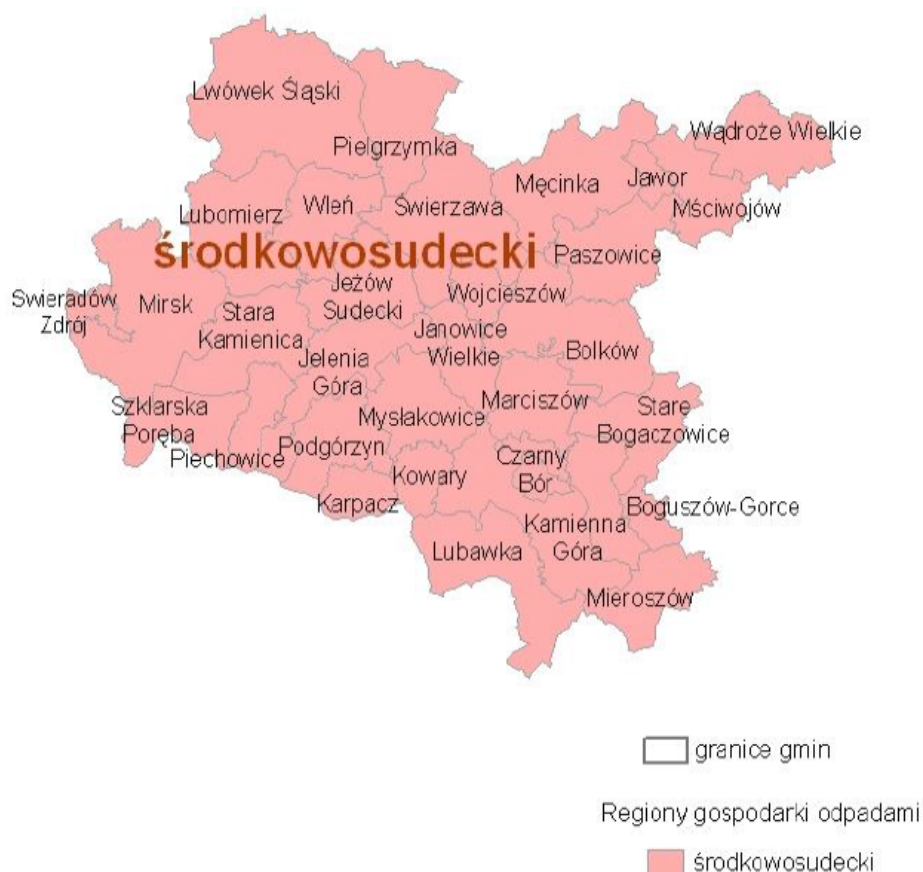 Lwówek Śląski
Pielgrzymka
Wądroże Wielkie
Męcinka
Jawor
Mściwojów
Lubomierz
Wleń
Świerzawa
środkowosudecki
Paszowice
Swieradów
Zdrój
Mirsk
Stara
Kamienica
Jeżów
Sudecki
Wojcieszów
Janowice
Wielkie
Bolków
Jelenia
Góra
Szklarska
Poręba
Piechowice
Podgórzyn
Mysłakowice
Marciszów
Stare
Bogaczowice
Karpacz
Kowary
Czarny
Bór
Boguszów-Gorce
Lubawka
Kamienna
Góra
Mieroszów
granice gmin
Regiony gospodarki odpadami
środkowosudecki